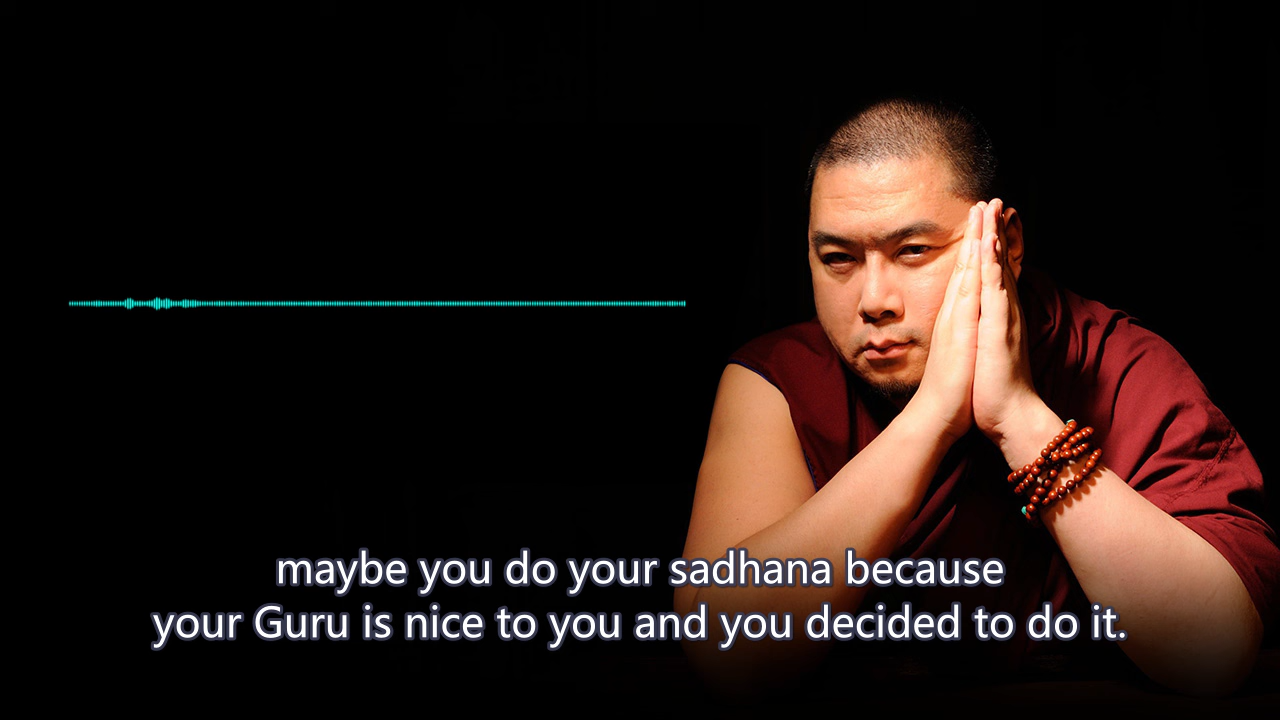 maybe you do your sadhana because
your Guru is nice to you and you decided to do it.